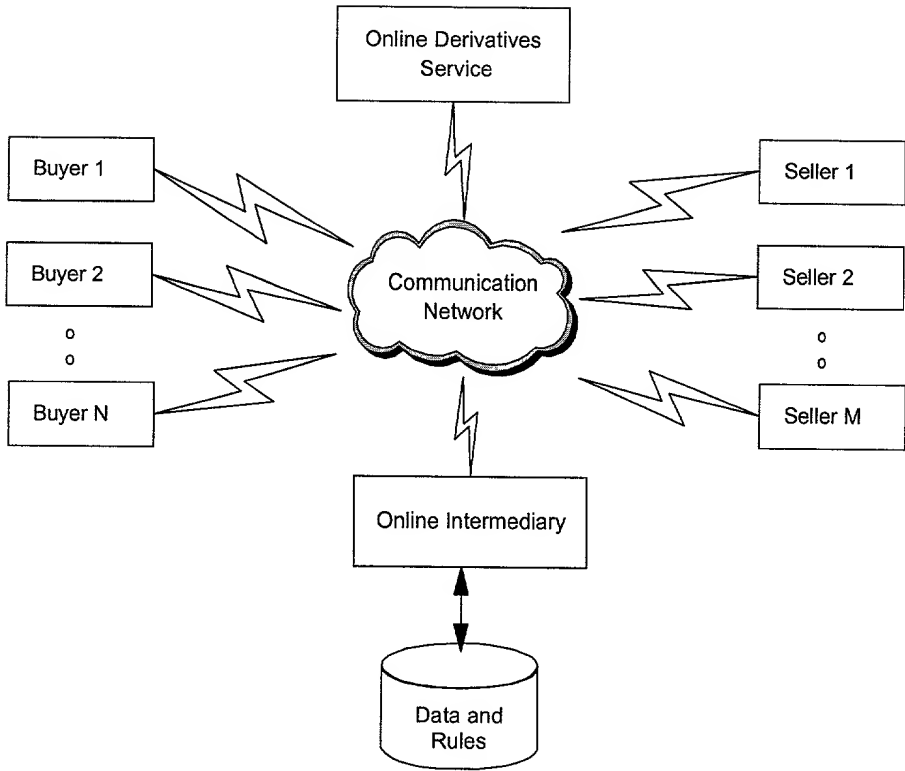 Online Derivatives
Service
Buyer 1
Seller 1
Buyer 2
Communication
Network
Seller 2
o
o
o
o
Buyer N
Seller M
Online Intermediary
Data and
Rules